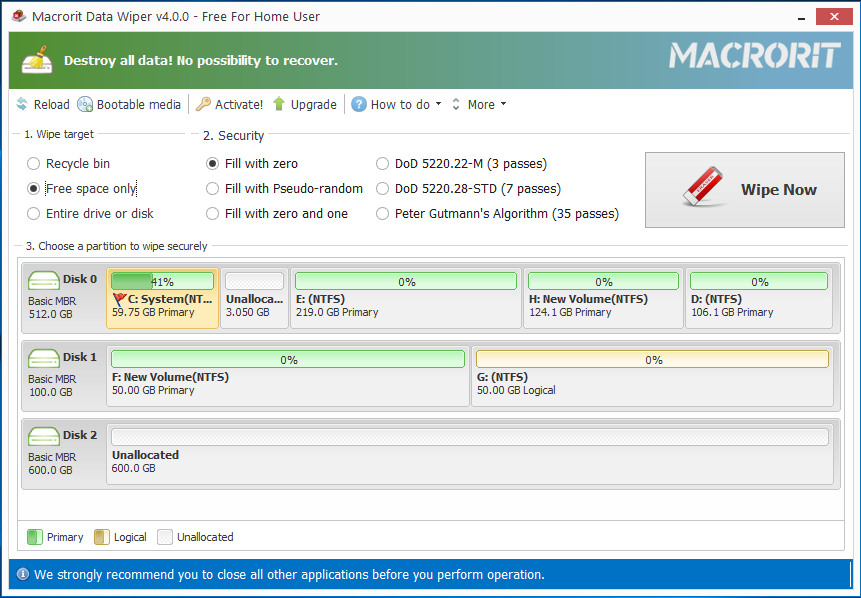 Macrorit Data Wiper v4.0.0 - Free For Home User
Destroy all data! No possibility to recover.
MACRORIT
Reload Bootable media Activate! Upgrade How to do More
1. Wipe target
Recycle bin
Free space only
Entire drive or disk
2. Security
Fill with zero
Fill with Pseudo-random
Fill with zero and one
DoD 5220.22-M (3 passes)
DoD 5220.28-STD (7 passes)
Peter Gutmann's Algorithm (35 passes)
Wipe Now
3. Choose a partition to wipe securely
Disk 0
Basic MBR
512.0 GB
41%
C: System(NT...
59.75 GB Primary
Unalloca...
3.050 GB
0%
E: (NTFS)
219.0 GB Primary
0%
H: New Volume(NTFS)
124.1 GB Primary
0%
D: (NTFS)
106.1 GB Primary
Disk 1
Basic MBR
100.0 GB
0%
F: New Volume(NTFS)
50.00 GB Primary
0%
G: (NTFS)
50.00 GB Logical
Disk 2
Basic MBR
600.0 GB
Unallocated
600.0 GB
Primary Logical Unallocated
We strongly recommend you to close all other applications before you perform operation.